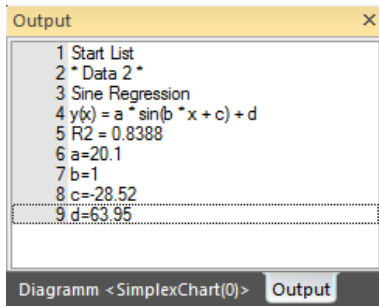 Output ×
1 Start List
2 * Data 2 *
3 Sine Regression
4 y(x) = a * sin(b * x + c) + d
5 R2 = 0.8388
6 a=20.1
7 b=1
8 c=-28.52
9 d=63.95
Diagramm <SimplexChart(0)> Output